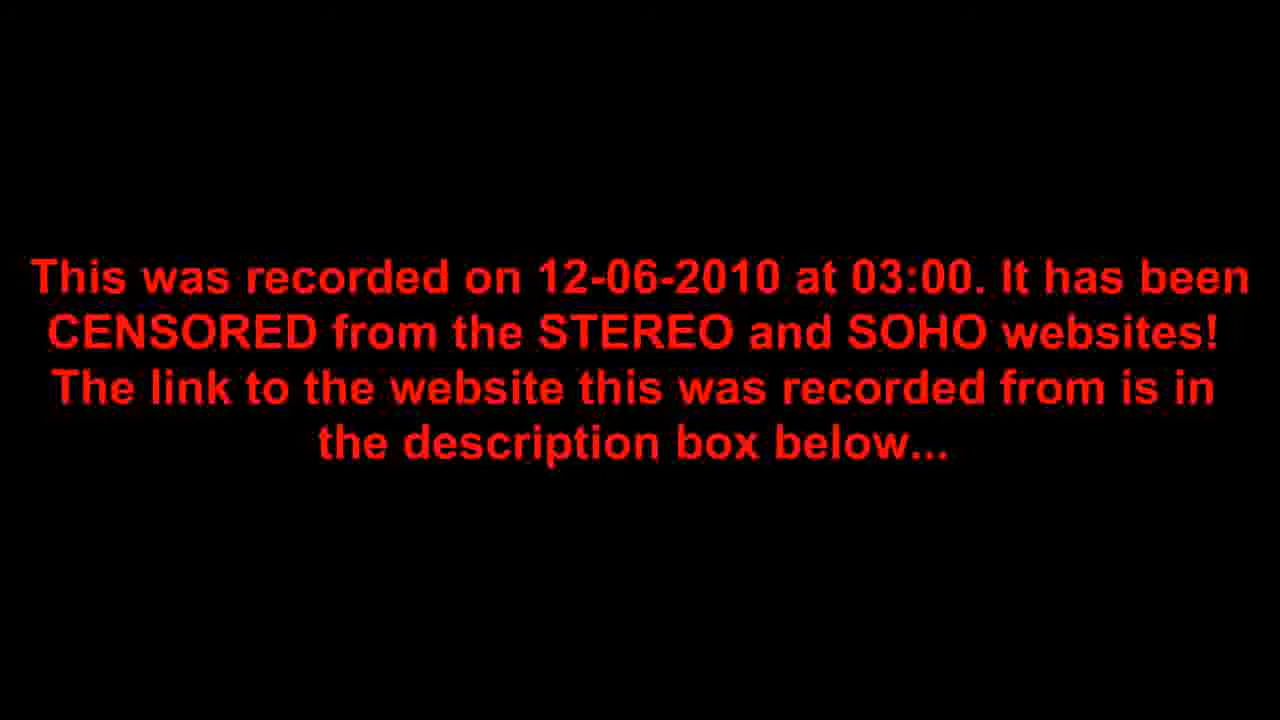 This was recorded on 12-06-2010 at 03:00. It has been
CENSORED from the STEREO and SOHO websites!
The link to the website this was recorded from is in
the description box below...